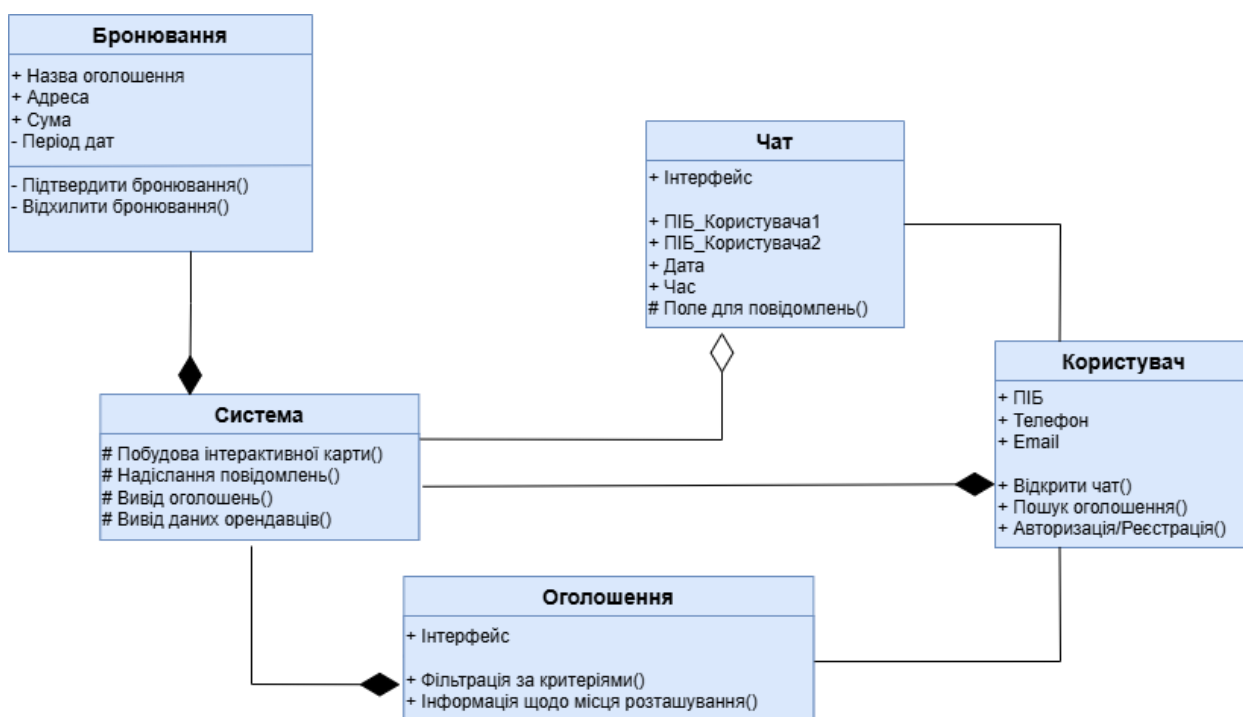 Бронювання
+ Назва оголошення
+ Адреса
+ Сума
- Період дат
- Підтвердити бронювання()
- Відхилити бронювання()
Чат
+ Інтерфейс
+ ПІБ_Користувача1
+ ПІБ_Користувача2
+ Дата
+ Час
# Поле для повідомлень()
Користувач
+ ПІБ
+ Телефон
+ Email
+ Відкрити чат()
+ Пошук оголошення()
+ Авторизація/Реєстрація()
Система
# Побудова інтерактивної карти()
# Надіслання повідомлень()
# Вивід оголошень()
# Вивід даних орендавців()
Оголошення
+ Інтерфейс
+ Фільтрація за критеріями()
+ Інформація щодо місця розташування()